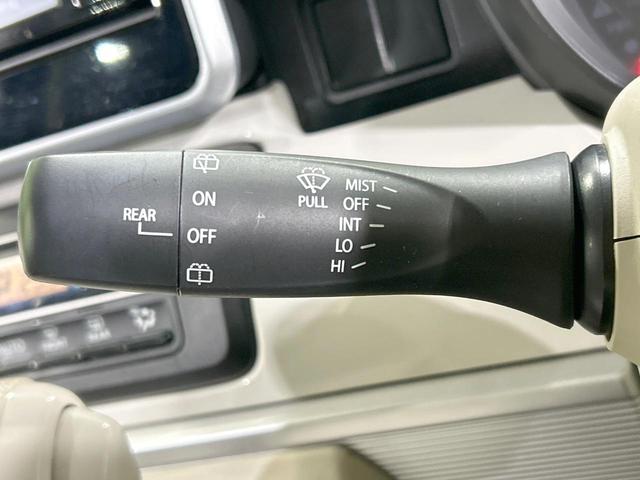 REAR
ON
OFF
PULL
MIST
OFF
INT
LO
HI